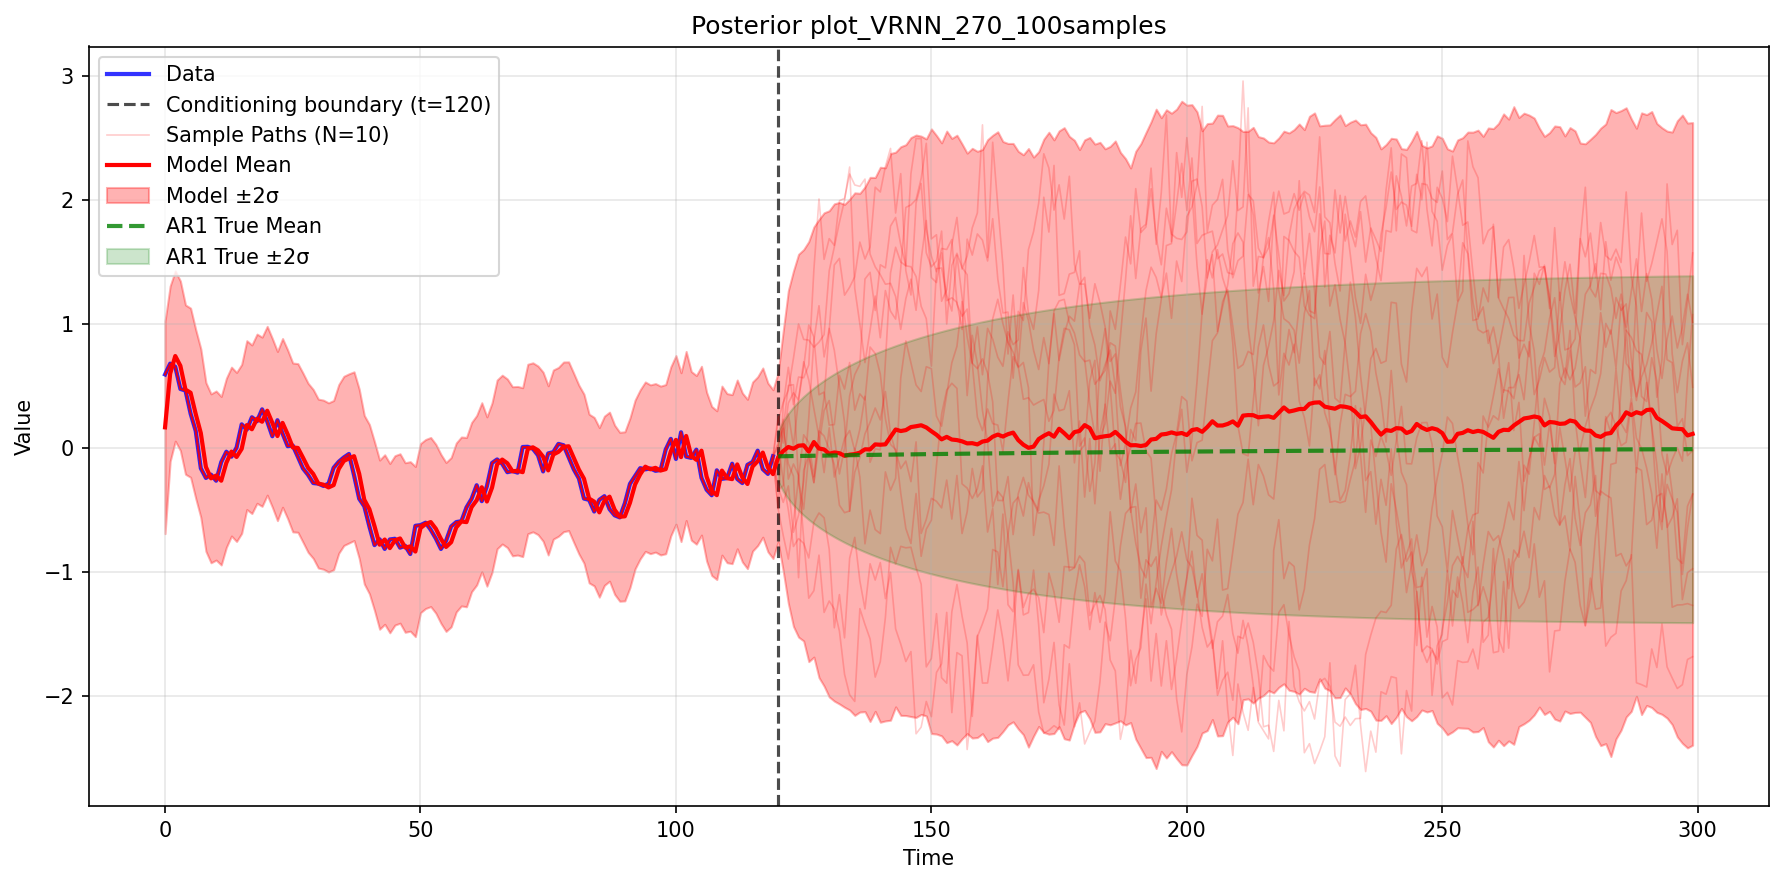 Posterior plot_VRNN_270_100samples
Data
Conditioning boundary (t=120)
Sample Paths (N=10)
Model Mean
Model ±2σ
AR1 True Mean
AR1 True ±2σ
Value
3
2
1
0
−1
−2
0
50
100
150
200
250
300
Time